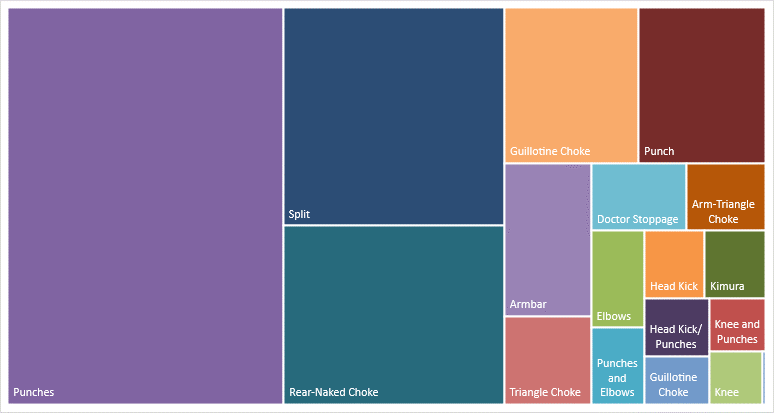 Punches
Split
Rear-Naked Choke
Guillotine Choke
Punch
Armbar
Triangle Choke
Doctor Stoppage
Arm-Triangle
Choke
Elbows
Punches
and
Elbows
Head Kick
Kimura
Head Kick/
Punches
Knee and
Punches
Guillotine
Choke
Knee